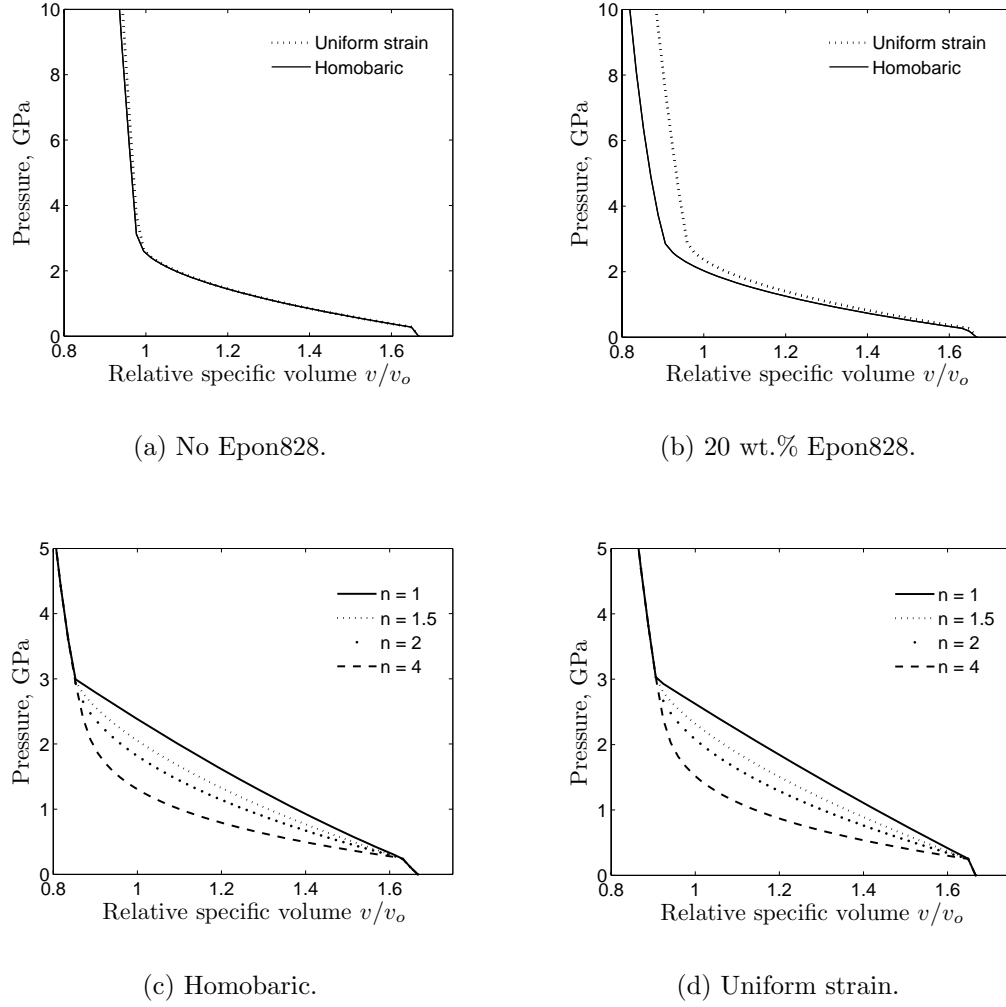 10
8
6
4
2
0
0.8 1 1.2 1.4 1.6
Pressure, GPa
Relative specific volume v/v_o
Uniform strain
Homobaric
(a) No Epon828.
10
8
6
4
2
0
0.8 1 1.2 1.4 1.6
Pressure, GPa
Relative specific volume v/v_o
Uniform strain
Homobaric
(b) 20 wt.% Epon828.
5
4
3
2
1
0
0.8 1 1.2 1.4 1.6
Pressure, GPa
Relative specific volume v/v_o
n = 1
n = 1.5
n = 2
n = 4
(c) Homobaric.
5
4
3
2
1
0
0.8 1 1.2 1.4 1.6
Pressure, GPa
Relative specific volume v/v_o
n = 1
n = 1.5
n = 2
n = 4
(d) Uniform strain.